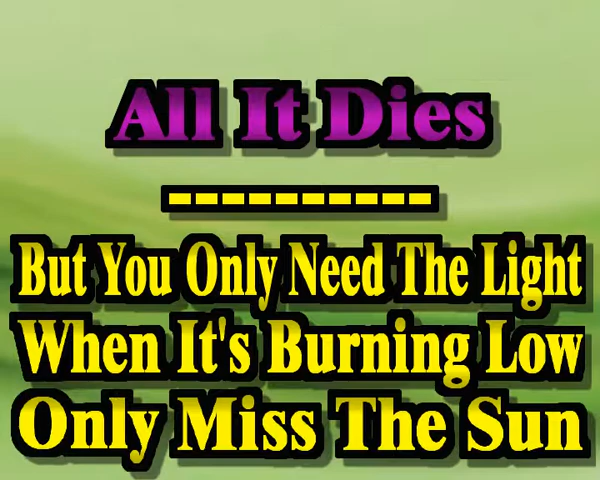 All It Dies
----------
But You Only Need The Light
When It's Burning Low
Only Miss The Sun